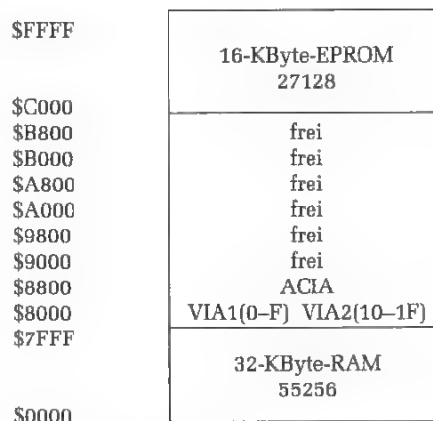 $FFFF
16-KByte-EPROM
27128
$C000
$B800 frei
$B000 frei
$A800 frei
$A000 frei
$9800 frei
$9000 frei
$8800 ACIA
$8000 VIA1(0–F) VIA2(10–1F)
$7FFF
32-KByte-RAM
55256
$0000